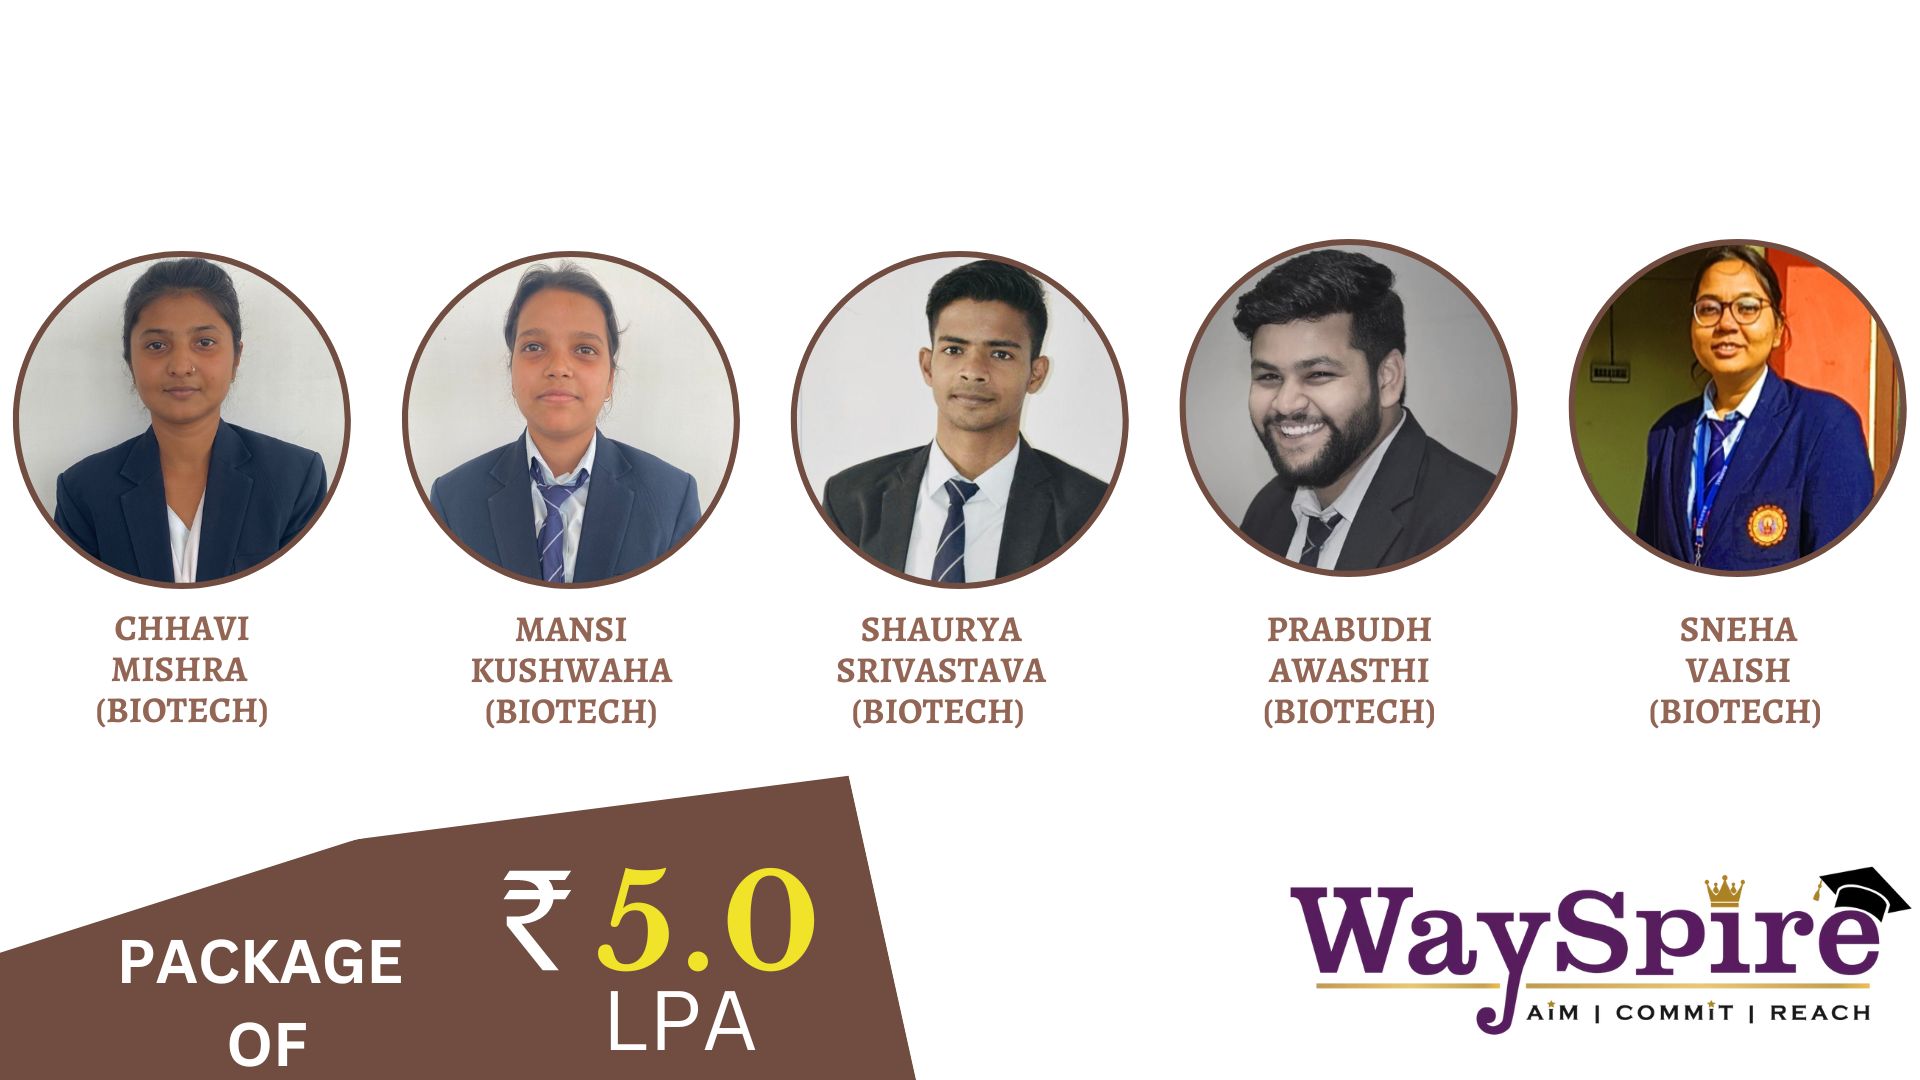 CHHAVI
MISHRA
(BIOTECH)
MANSI
KUSHWAHA
(BIOTECH)
SHAURYA
SRIVASTAVA
(BIOTECH)
PRABUDH
AWASTHI
(BIOTECH)
SNEHA
VAISH
(BIOTECH)
PACKAGE
OF
₹ 5.0
LPA
WaySpire
AiM | COMMiT | REACH